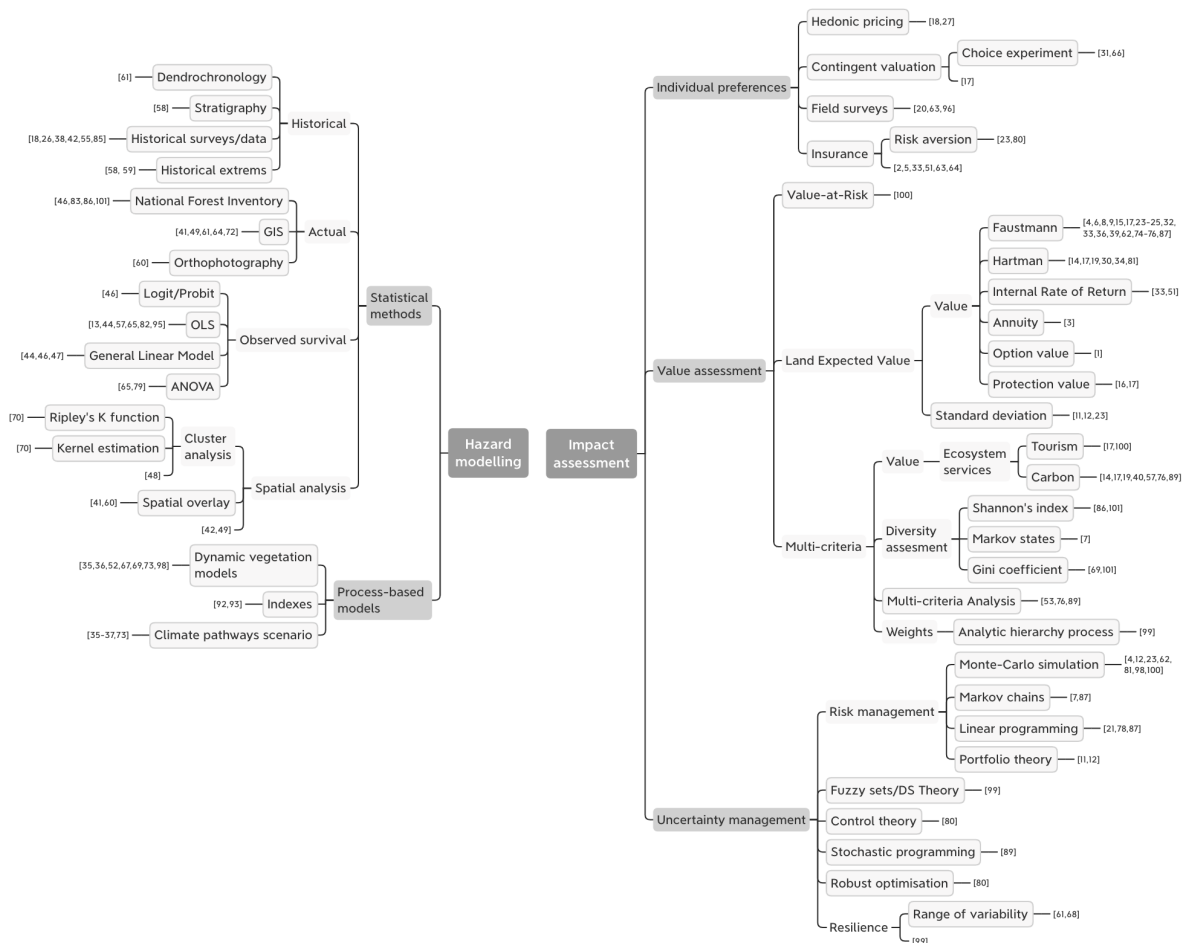 Hazard
modelling
Statistical
methods
Historical
Dendrochronology
[61]
Stratigraphy
[58]
Historical surveys/data
[18,26,38,42,55,85]
Historical extrems
[58, 59]
Actual
National Forest Inventory
[46,83,86,101]
GIS
[41,49,61,64,72]
Orthophotography
[60]
Observed survival
Logit/Probit
[46]
OLS
[13,44,57,65,82,95]
General Linear Model
[44,46,47]
ANOVA
[65,79]
Spatial analysis
Cluster
analysis
Ripley's K function
[70]
Kernel estimation
[70]
[48]
Spatial overlay
[41,60]
[42,49]
Process-based
models
Dynamic vegetation
models
[35,36,52,67,69,73,98]
Indexes
[92,93]
Climate pathways scenario
[35-37,73]
Impact
assessment
Individual preferences
Hedonic pricing
[18,27]
Contingent valuation
Choice experiment
[31,66]
[17]
Field surveys
[20,63,96]
Insurance
Risk aversion
[23,80]
[2,5,33,51,63,64]
Value assessment
Value-at-Risk
[100]
Land Expected Value
Value
Faustmann
[4,6,8,9,15,17,23-25,32,
33,36,39,62,74-76,87]
Hartman
[14,17,19,30,34,81]
Internal Rate of Return
[33,51]
Annuity
[3]
Option value
[1]
Protection value
[16,17]
Standard deviation
[11,12,23]
Multi-criteria
Value
Ecosystem
services
Tourism
[17,100]
Carbon
[14,17,19,40,57,76,89]
Diversity
assesment
Shannon's index
[86,101]
Markov states
[7]
Gini coefficient
[69,101]
Multi-criteria Analysis
[53,76,89]
Weights
Analytic hierarchy process
[99]
Uncertainty management
Risk management
Monte-Carlo simulation
[4,12,23,62,
81,98,100]
Markov chains
[7,87]
Linear programming
[21,78,87]
Portfolio theory
[11,12]
Fuzzy sets/DS Theory
[99]
Control theory
[80]
Stochastic programming
[89]
Robust optimisation
[80]
Resilience
Range of variability
[61,68]
[99]